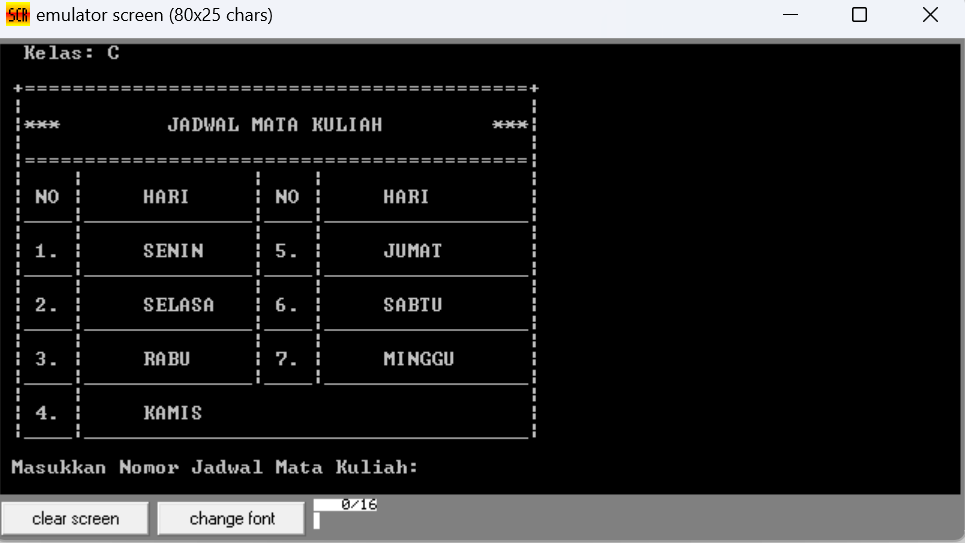 SCR emulator screen (80x25 chars)
Kelas: C
*** JADWAL MATA KULIAH ***
NO HARI NO HARI
1. SENIN 5. JUMAT
2. SELASA 6. SABTU
3. RABU 7. MINGGU
4. KAMIS
Masukkan Nomor Jadwal Mata Kuliah:
clear screen change font 0/16